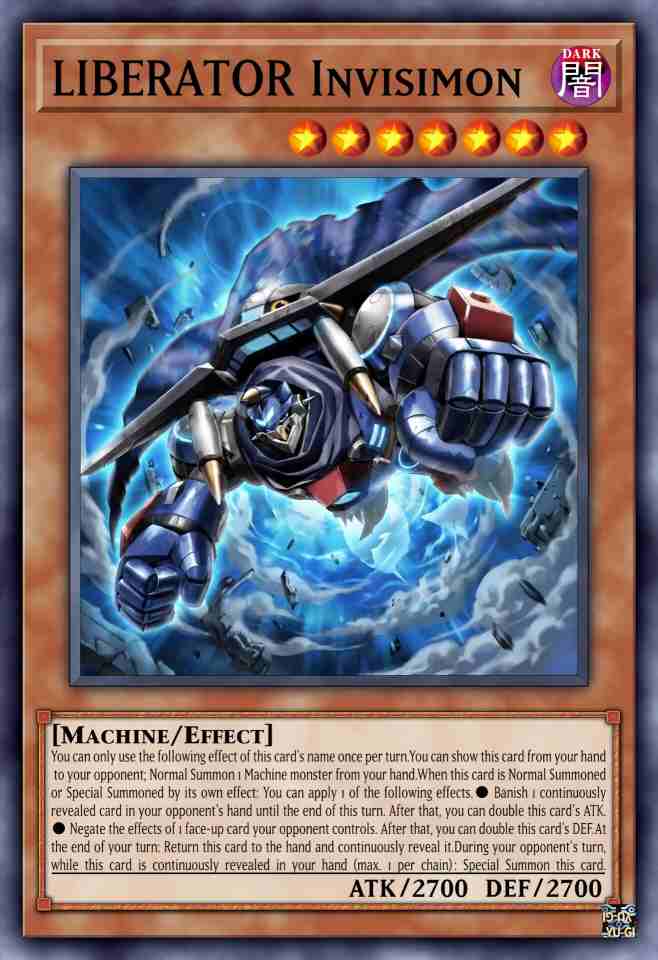 LIBERATOR Invisimon
DARK
闇
[Machine/Effect]
You can only use the following effect of this card's name once per turn.You can show this card from your hand
to your opponent; Normal Summon 1 Machine monster from your hand.When this card is Normal Summoned
or Special Summoned by its own effect: You can apply 1 of the following effects. ● Banish 1 continuously
revealed card in your opponent's hand until the end of this turn. After that, you can double this card's ATK.
● Negate the effects of 1 face-up card your opponent controls. After that, you can double this card's DEF.At
the end of your turn: Return this card to the hand and continuously reveal it.During your opponent's turn,
while this card is continuously revealed in your hand (max. 1 per chain): Special Summon this card.
ATK/2700 DEF/2700
YU-GI